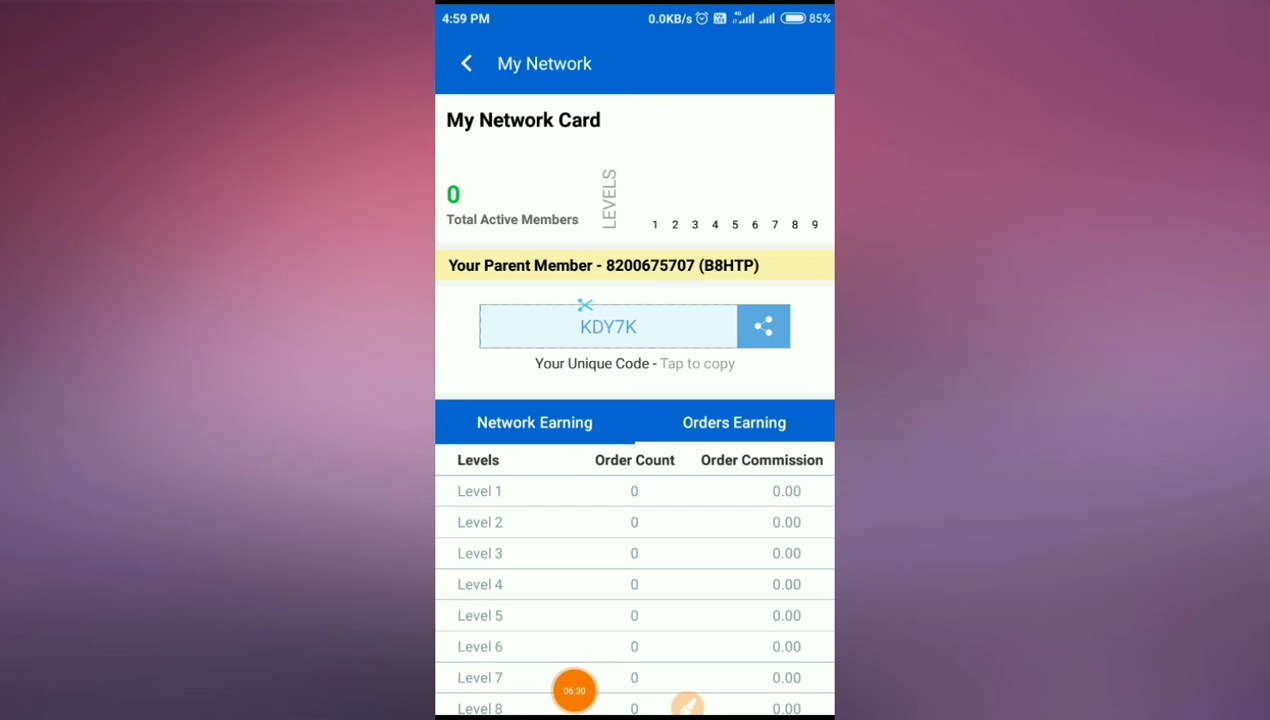 4:59 PM 0.0KB/s 4G 85%
My Network
My Network Card
0
Total Active Members
LEVELS
1 2 3 4 5 6 7 8 9
Your Parent Member - 8200675707 (B8HTP)
KDY7K
Your Unique Code - Tap to copy
Network Earning Orders Earning
Levels Order Count Order Commission
Level 1 0 0.00
Level 2 0 0.00
Level 3 0 0.00
Level 4 0 0.00
Level 5 0 0.00
Level 6 0 0.00
Level 7 0 0.00
06:30
Level 8 0 0.00